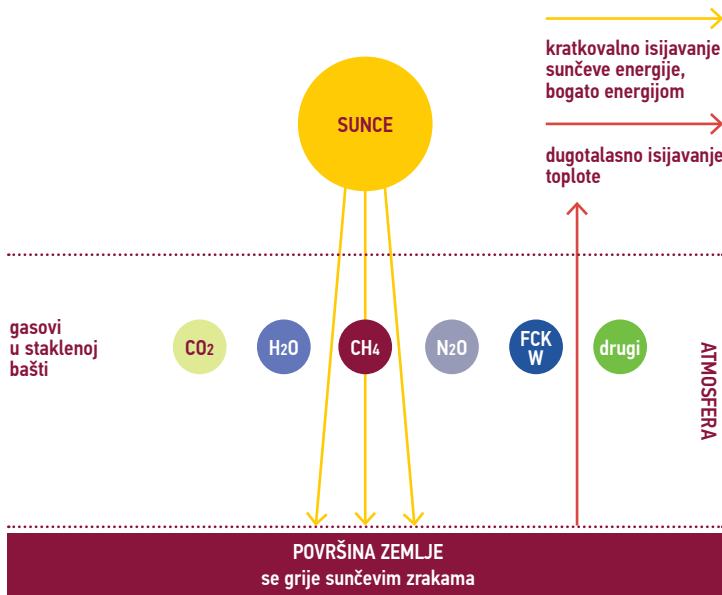 kratkovalno isijavanje
sunčeve energije,
bogato energijom
SUNCE
dugotalasno isijavanje
toplote
gasovi
u staklenoj
bašti
CO2
H2O
CH4
N2O
FCK
W
drugi
ATMOSFERA
POVRŠINA ZEMLJE
se grije sunčevim zrakama